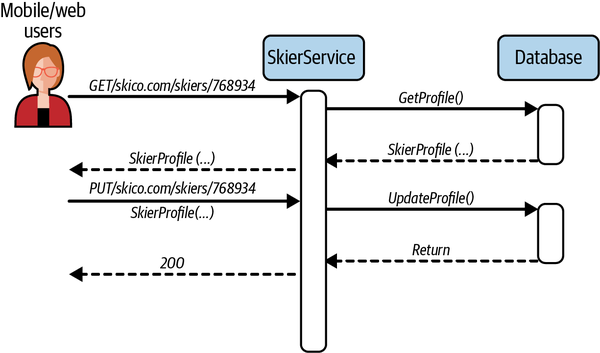 Mobile/web
users
SkierService
Database
GET/skico.com/skiers/768934
GetProfile()
SkierProfile (...)
SkierProfile (...)
PUT/skico.com/skiers/768934
SkierProfile(...)
UpdateProfile()
Return
200